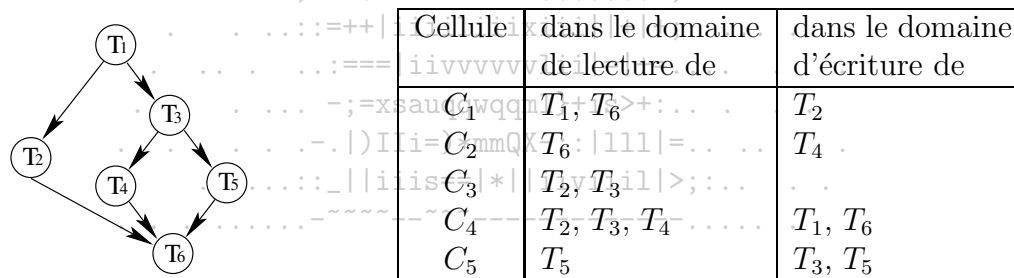 T1
T3
T2
T4
T5
T6
Cellule dans le domaine dans le domaine
de lecture de d'écriture de
C1 T1, T6 T2
C2 T6 T4
C3 T2, T3
C4 T2, T3, T4 T1, T6
C5 T5 T3, T5